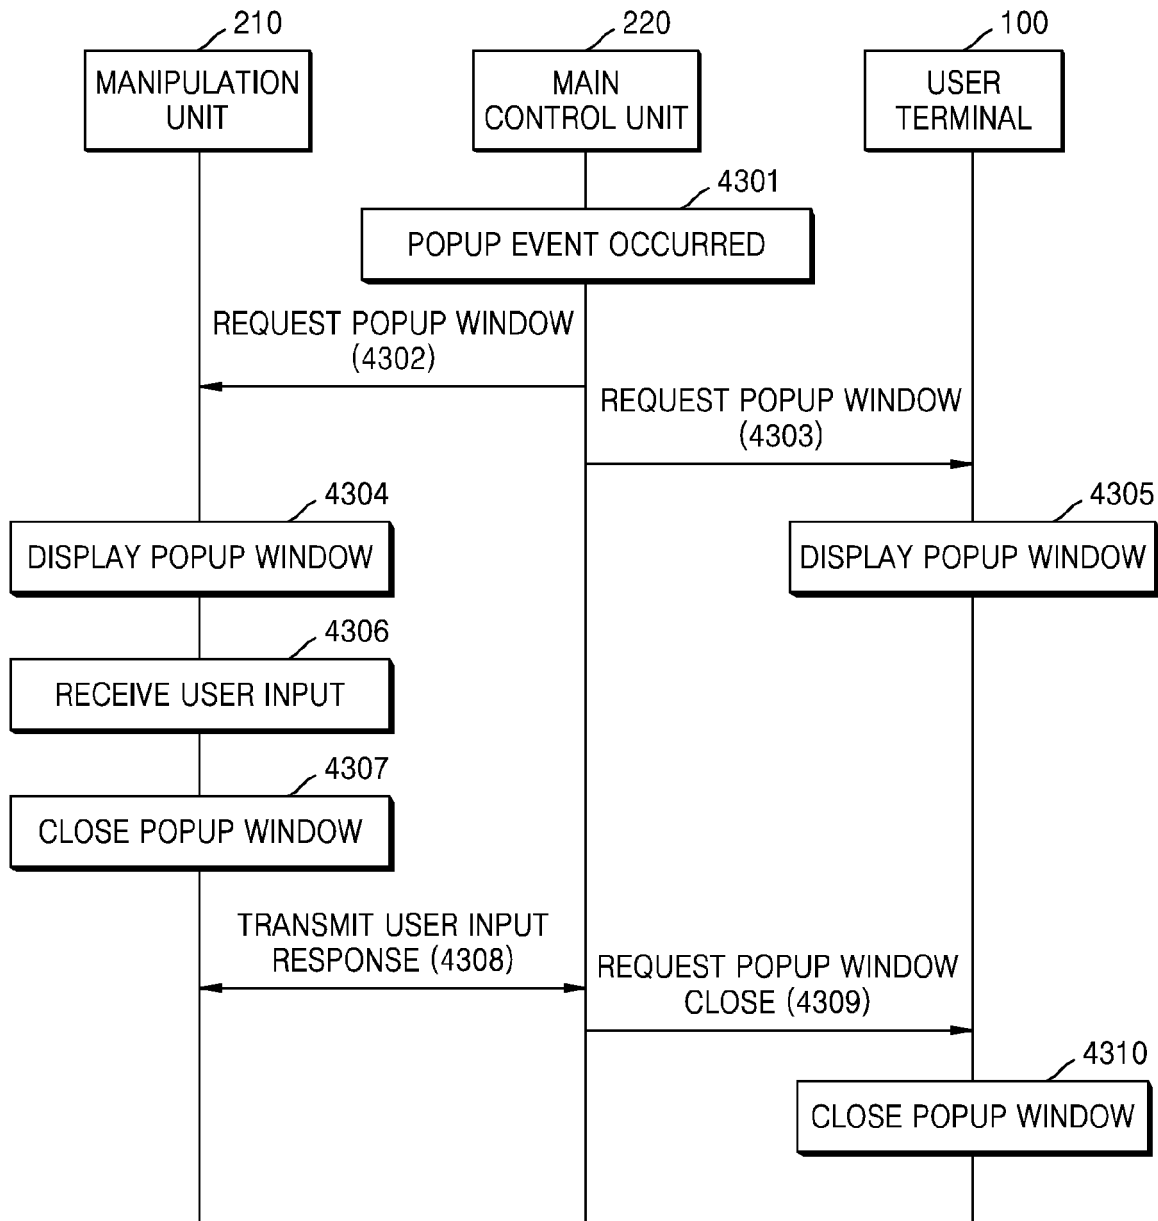 210
220
100
MANIPULATION
UNIT
MAIN
CONTROL UNIT
USER
TERMINAL
4301
POPUP EVENT OCCURRED
REQUEST POPUP WINDOW
(4302)
REQUEST POPUP WINDOW
(4303)
4304
DISPLAY POPUP WINDOW
4305
DISPLAY POPUP WINDOW
4306
RECEIVE USER INPUT
4307
CLOSE POPUP WINDOW
TRANSMIT USER INPUT
RESPONSE (4308)
REQUEST POPUP WINDOW
CLOSE (4309)
4310
CLOSE POPUP WINDOW